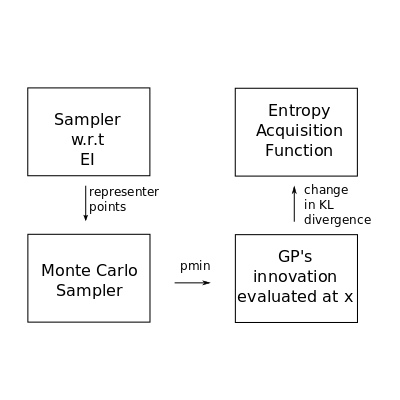 Sampler
w.r.t
EI
representer
points
Monte Carlo
Sampler
pmin
GP's
innovation
evaluated at x
change
in KL
divergence
Entropy
Acquisition
Function